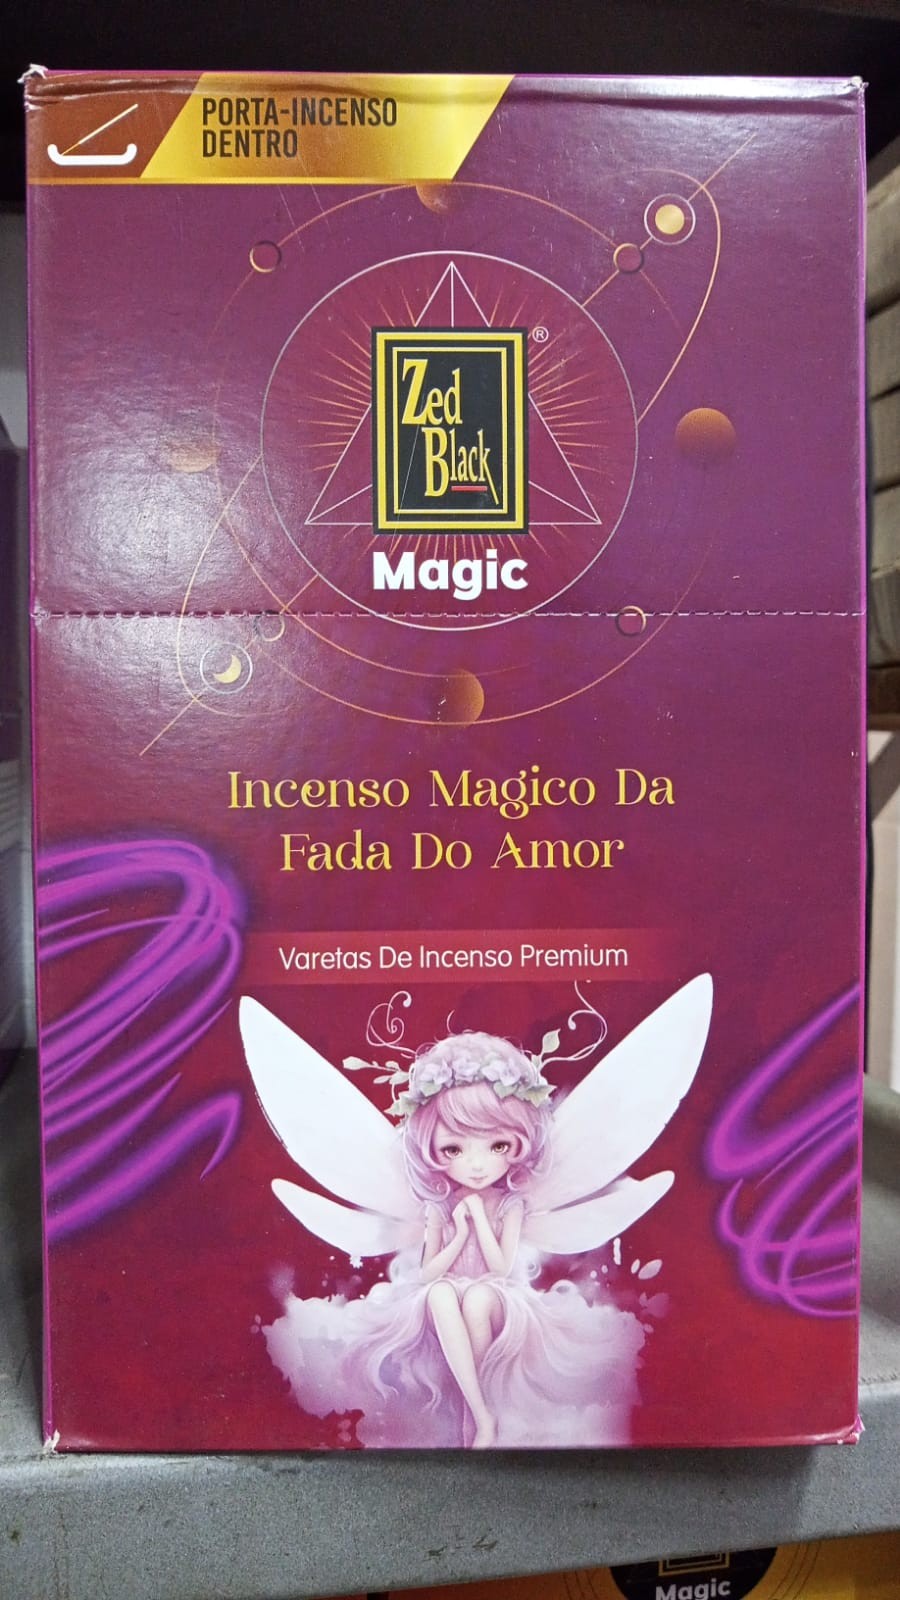 PORTA-INCENSO
DENTRO
Zed
Black
®
Magic
Incenso Magico Da
Fada Do Amor
Varetas De Incenso Premium
Magic